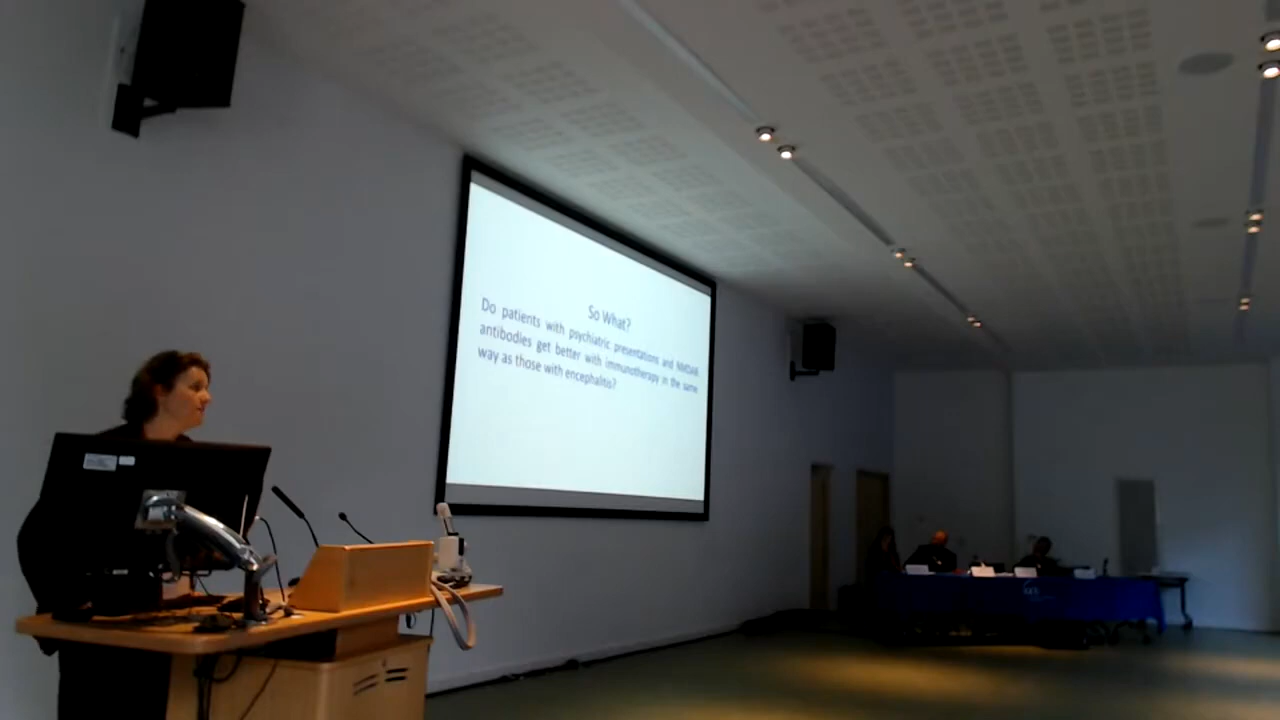 So What?
Do patients with psychiatric presentations and NMDAR
antibodies get better with immunotherapy in the same
way as those with encephalitis?